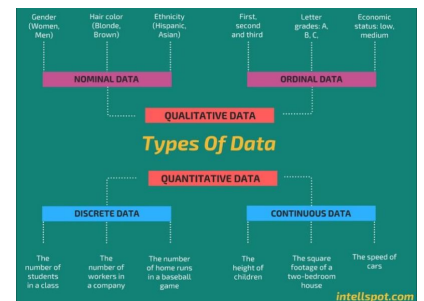 Gender
(Women,
Men)
Hair color
(Blonde,
Brown)
Ethnicity
(Hispanic,
Asian)
First,
second
and third
Letter
grades: A,
B, C,
Economic
status: low,
medium
NOMINAL DATA
ORDINAL DATA
QUALITATIVE DATA
Types Of Data
QUANTITATIVE DATA
DISCRETE DATA
CONTINUOUS DATA
The
number of
students
in a class
The
number of
workers in
a company
The number
of home runs
in a baseball
game
The
height of
children
The square
footage of a
two-bedroom
house
The speed of
cars
intellspot.com